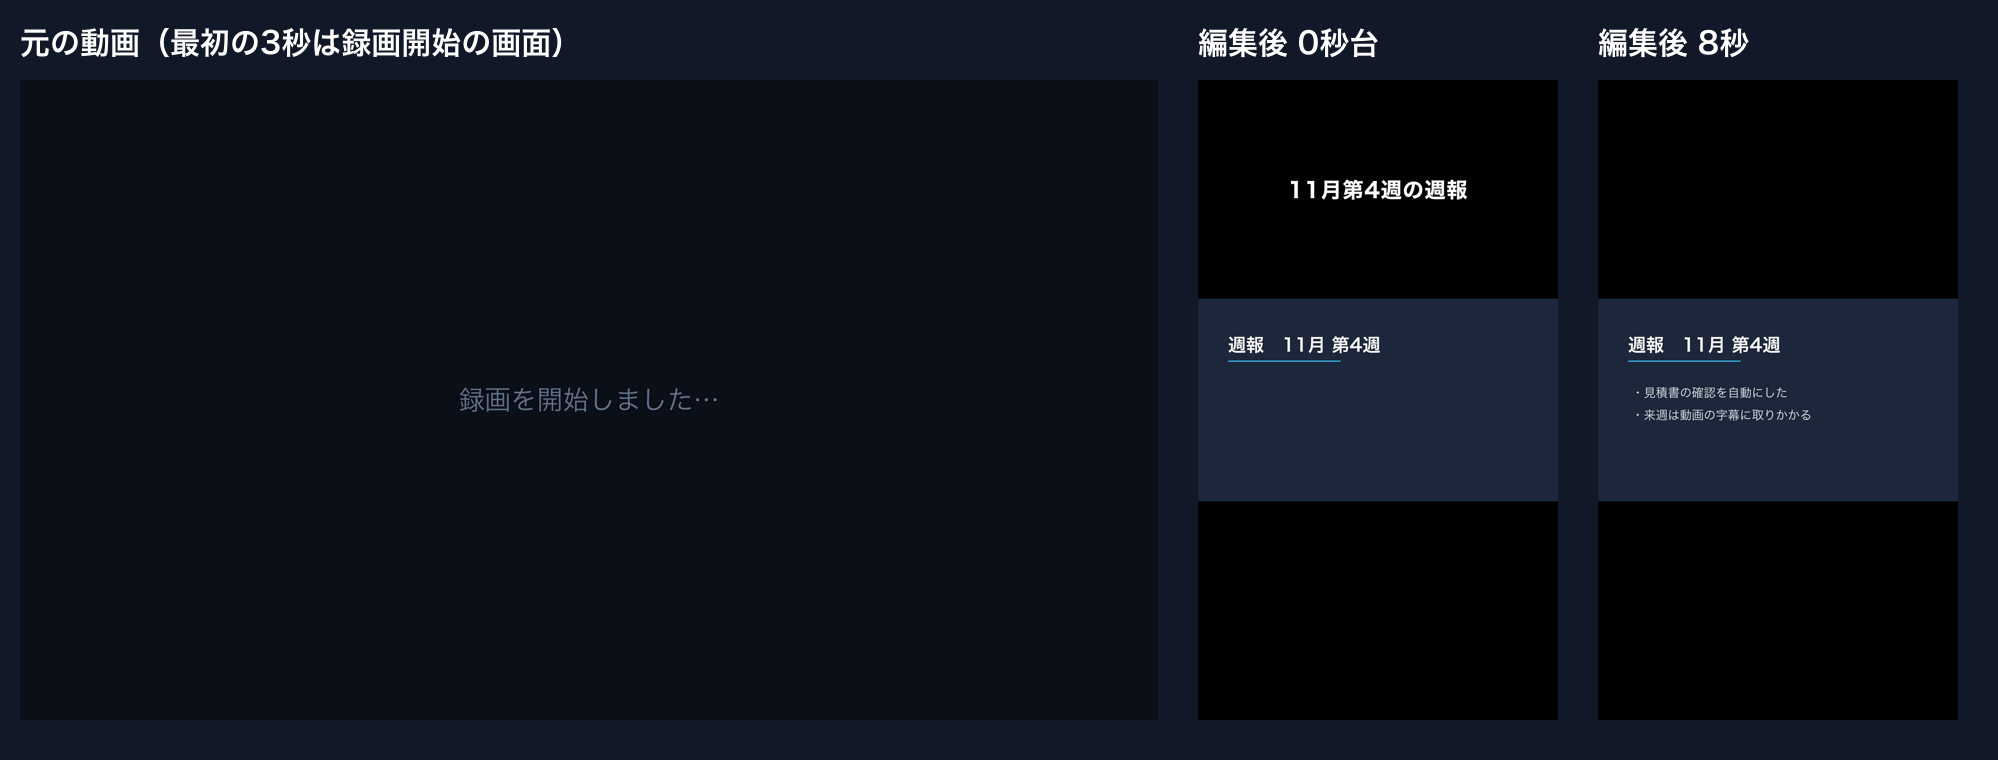 元の動画（最初の3秒は録画開始の画面）
録画を開始しました…
編集後 0秒台
11月第4週の週報
週報　11月 第4週
編集後 8秒
週報　11月 第4週
・見積書の確認を自動にした
・来週は動画の字幕に取りかかる